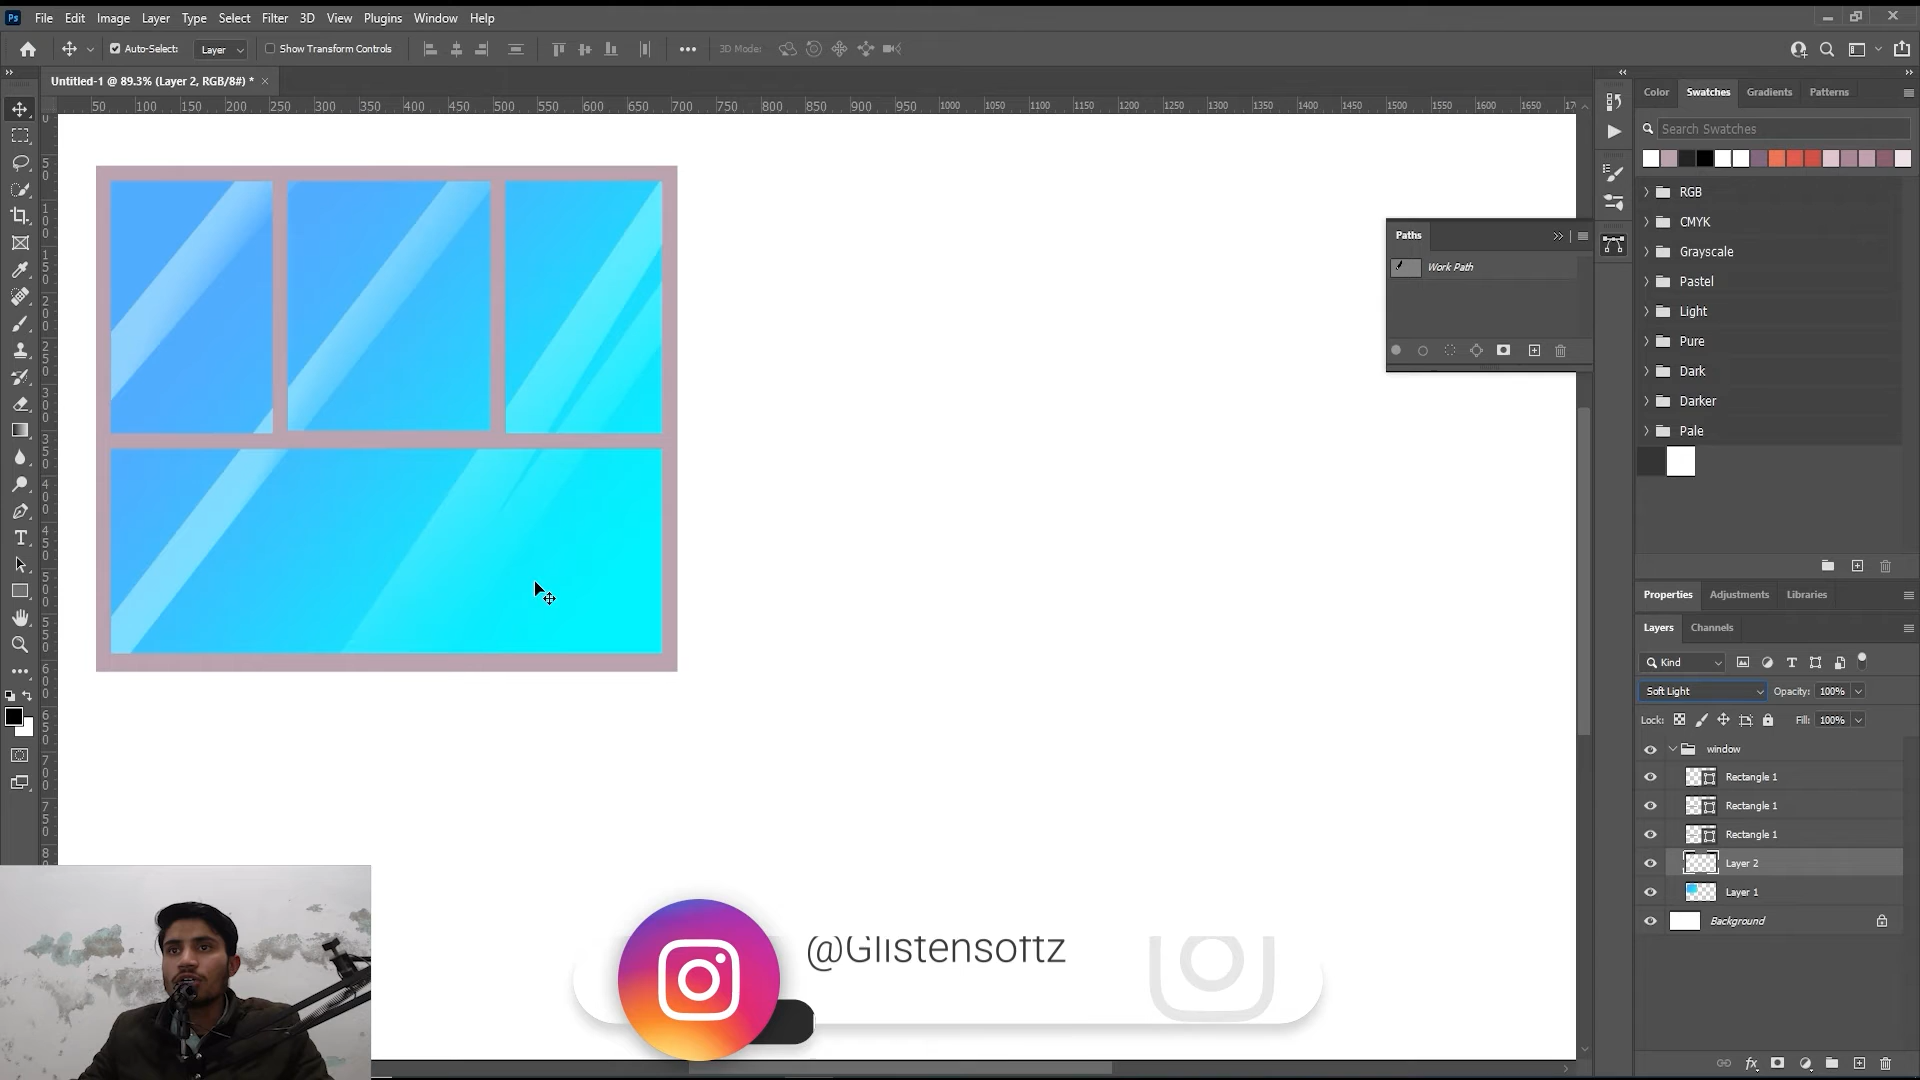 Ps File Edit Image Layer Type Select Filter 3D View Plugins Window Help
Auto-Select: Layer Show Transform Controls 3D Mode:
Untitled-1 @ 89.3% (Layer 2, RGB/8#) *
50 100 150 200 250 300 350 400 450 500 550 600 650 700 750 800 850 900 950 1000 1050 1100 1150 1200 1250 1300 1350 1400 1450 1500 1550 1600 1650
Color Swatches Gradients Patterns
Search Swatches
RGB
CMYK
Grayscale
Pastel
Light
Pure
Dark
Darker
Pale
Paths
Work Path
Properties Adjustments Libraries
Layers Channels
Kind
Soft Light Opacity: 100%
Lock: Fill: 100%
window
Rectangle 1
Rectangle 1
Rectangle 1
Layer 2
Layer 1
Background
@Glistensoftz